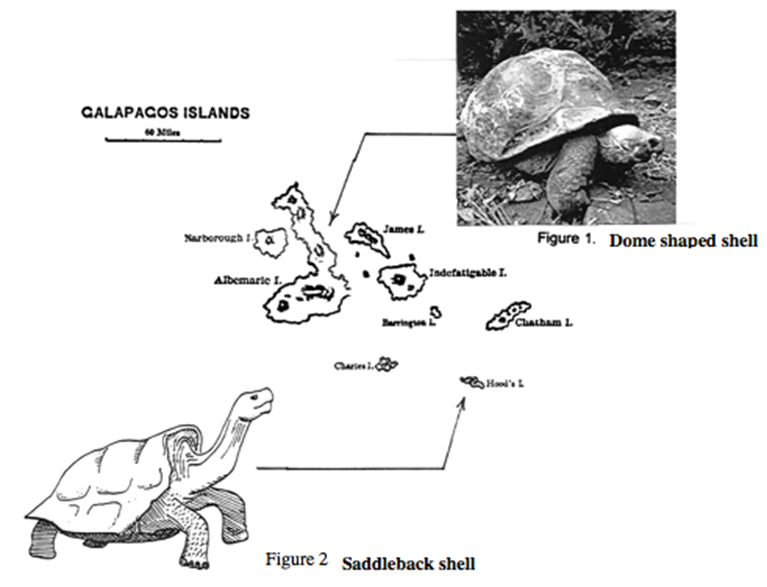 GALAPAGOS ISLANDS
60 Miles
Narborough I.
James I.
Albemarle I.
Indefatigable I.
Barrington I.
Chatham I.
Charles I.
Hood's I.
Figure 1. Dome shaped shell
Figure 2 Saddleback shell